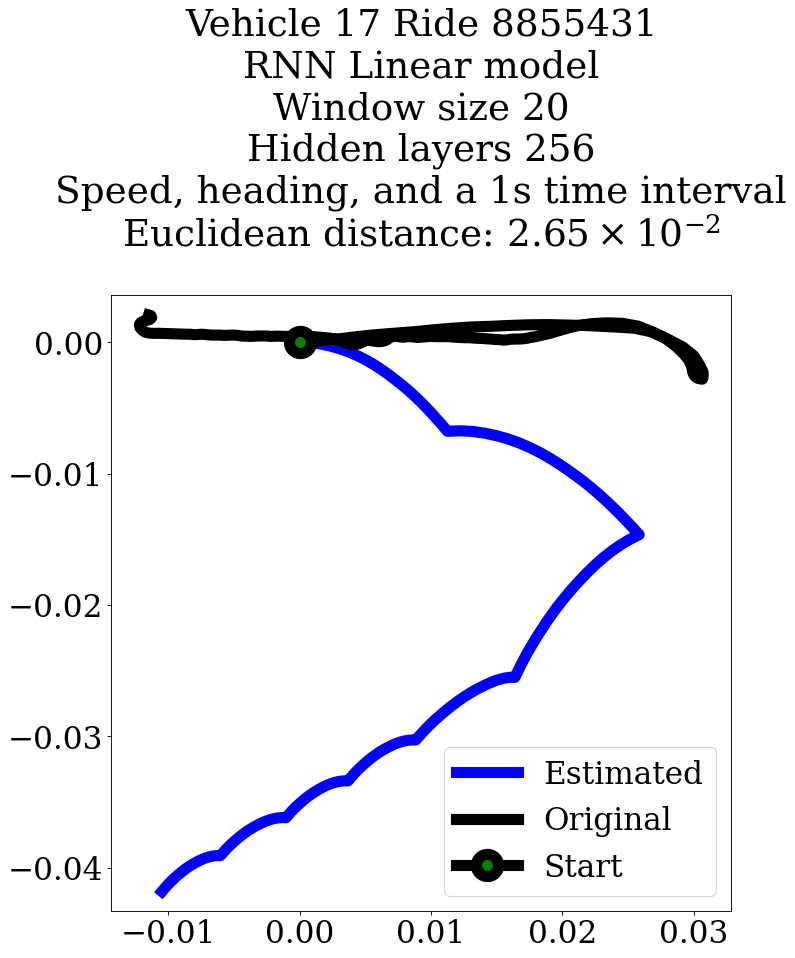 Vehicle 17 Ride 8855431
RNN Linear model
Window size 20
Hidden layers 256
Speed, heading, and a 1s time interval
Euclidean distance: 2.65 × 10⁻²
0.00
−0.01
−0.02
−0.03
−0.04
Estimated
Original
Start
−0.01 0.00 0.01 0.02 0.03